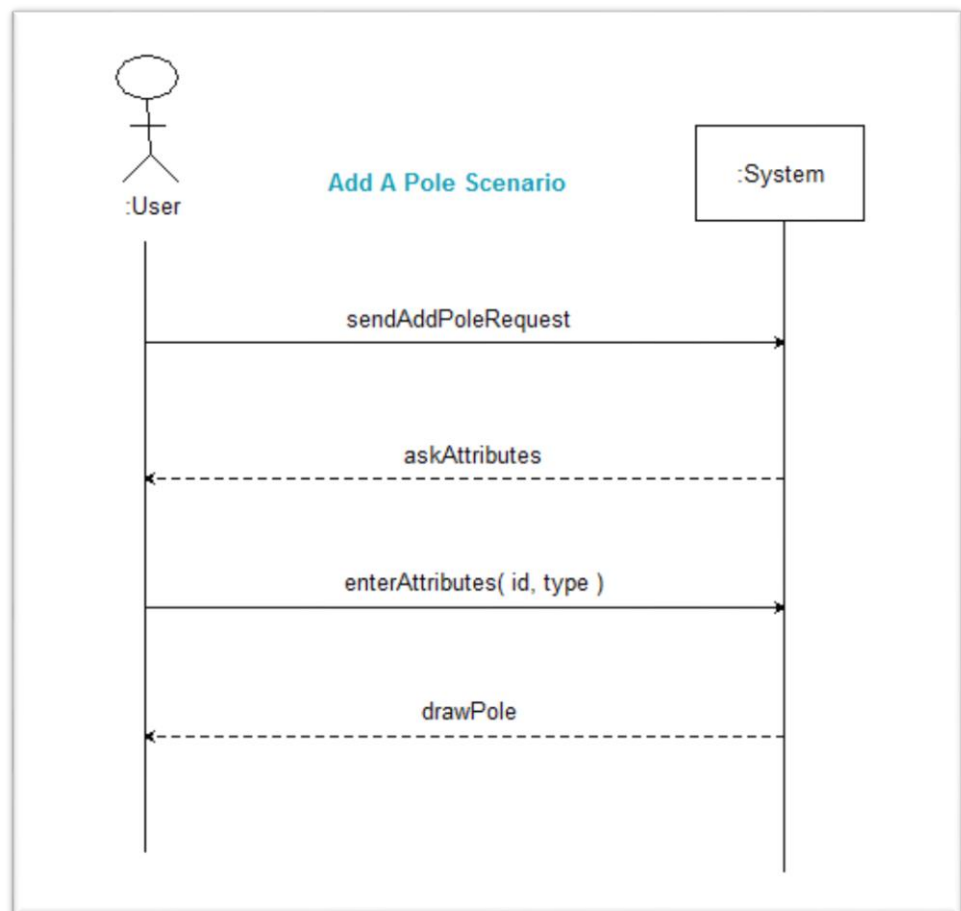 Add A Pole Scenario
:System
:User
sendAddPoleRequest
askAttributes
enterAttributes( id, type )
drawPole